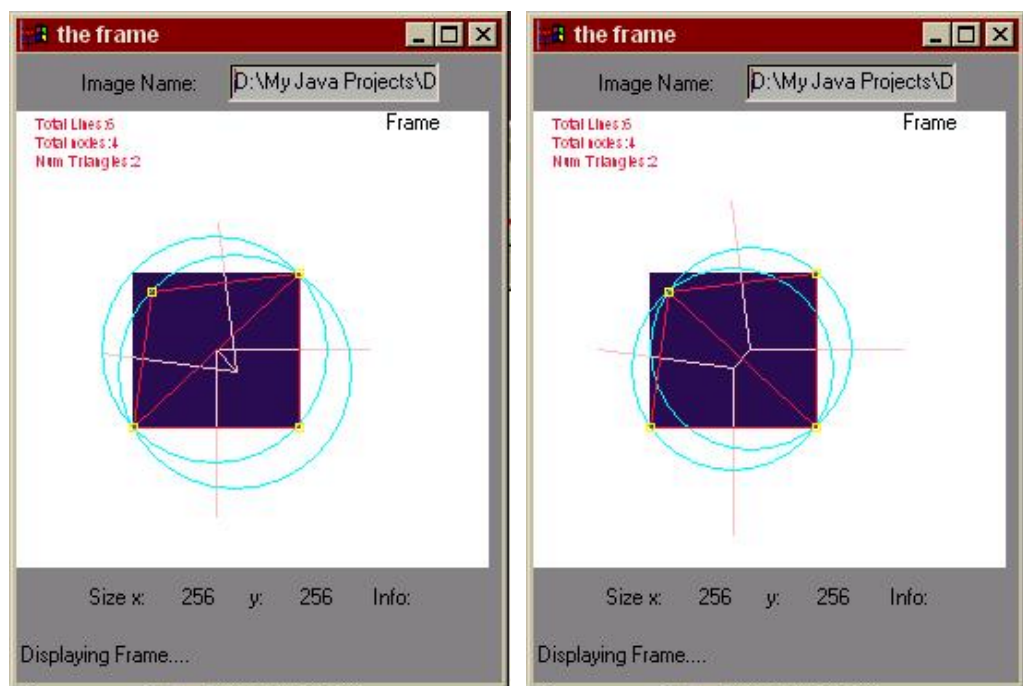 the frame
Image Name: D:\My Java Projects\D
Frame
Total Lines:6
Total nodes:4
Num Triangles:2
Size x: 256 y: 256 Info:
Displaying Frame....
the frame
Image Name: D:\My Java Projects\D
Frame
Total Lines:6
Total nodes:4
Num Triangles:2
Size x: 256 y: 256 Info:
Displaying Frame....